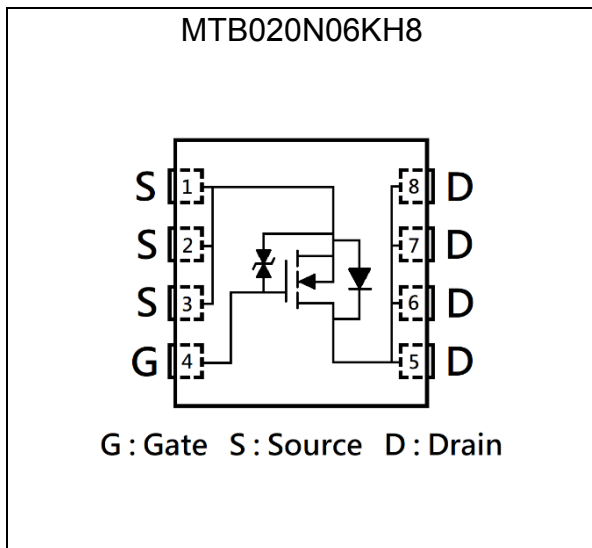 MTB020N06KH8
S 1 8 D
S 2 7 D
S 3 6 D
G 4 5 D
G : Gate S : Source D : Drain